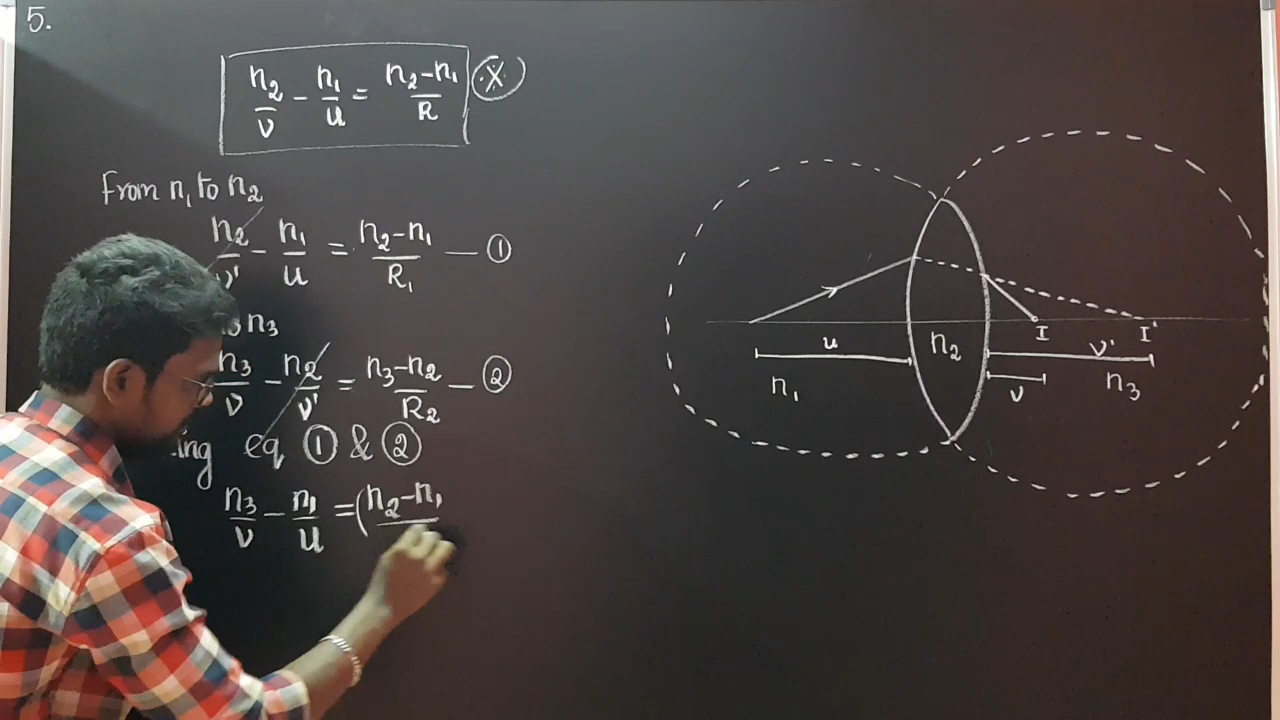 5.
n₂/v - n₁/u = n₂-n₁/R (X)
From n₁ to n₂
n₂/v' - n₁/u = n₂-n₁/R₁ — ①
n₃
n₃/v - n₂/v' = n₃-n₂/R₂ — ②
eq ① & ②
n₃/v - n₁/u = (n₂-n₁
I I'
u n₂ v'
n₁ v n₃